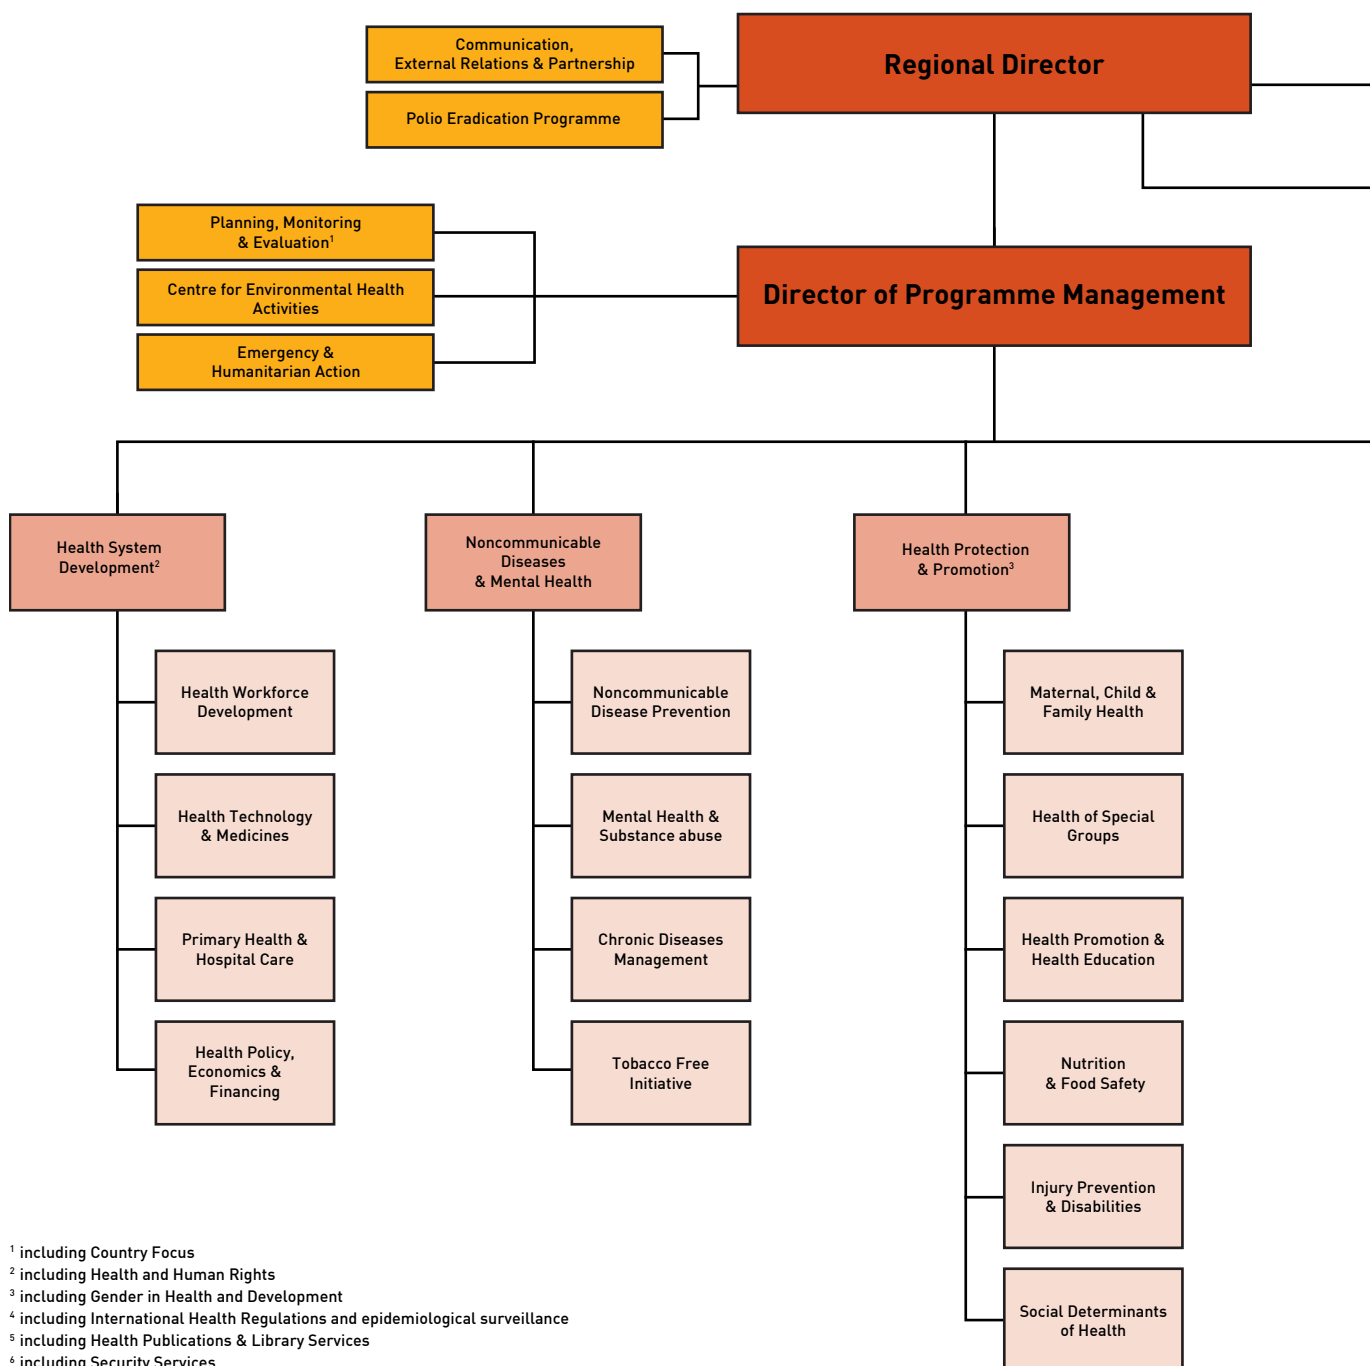 Communication,
External Relations & Partnership
Polio Eradication Programme
Regional Director
Planning, Monitoring
& Evaluation¹
Centre for Environmental Health
Activities
Emergency &
Humanitarian Action
Director of Programme Management
Health System
Development²
Noncommunicable
Diseases
& Mental Health
Health Protection
& Promotion³
Health Workforce
Development
Health Technology
& Medicines
Primary Health &
Hospital Care
Health Policy,
Economics &
Financing
Noncommunicable
Disease Prevention
Mental Health &
Substance abuse
Chronic Diseases
Management
Tobacco Free
Initiative
Maternal, Child &
Family Health
Health of Special
Groups
Health Promotion &
Health Education
Nutrition
& Food Safety
Injury Prevention
& Disabilities
Social Determinants
of Health
¹ including Country Focus
² including Health and Human Rights
³ including Gender in Health and Development
⁴ including International Health Regulations and epidemiological surveillance
⁵ including Health Publications & Library Services
⁶ including Security Services